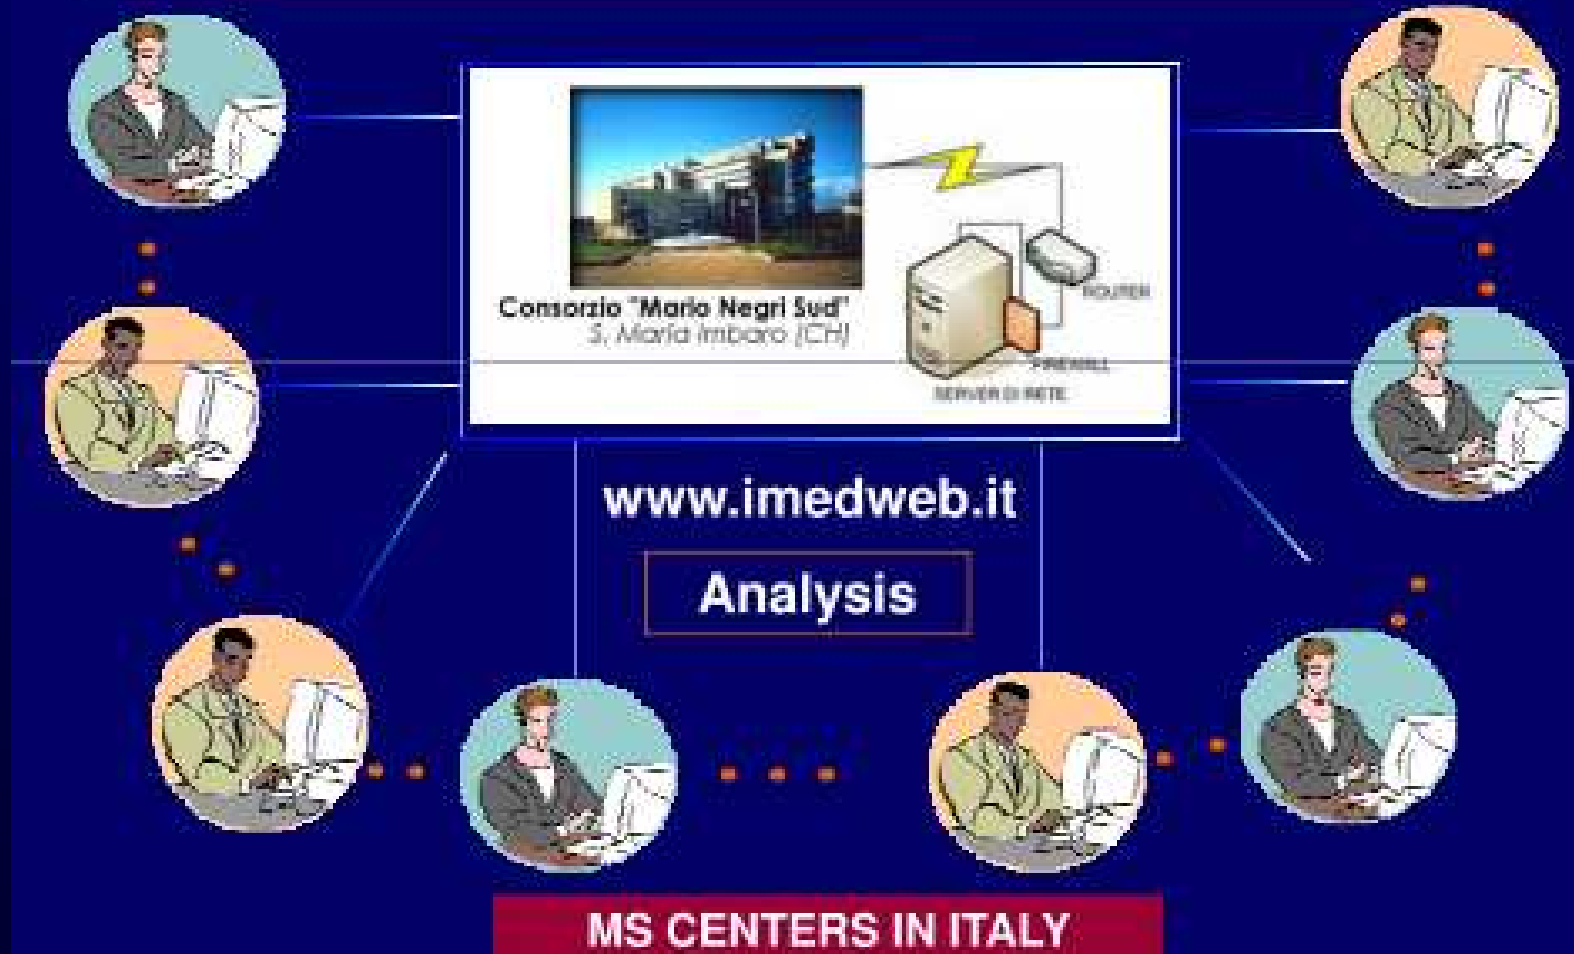 Consorzio "Mario Negri Sud"
S. Maria Imbaro (CH)
ROUTER
FIREWALL
SERVER DI RETE
www.imedweb.it
Analysis
MS CENTERS IN ITALY